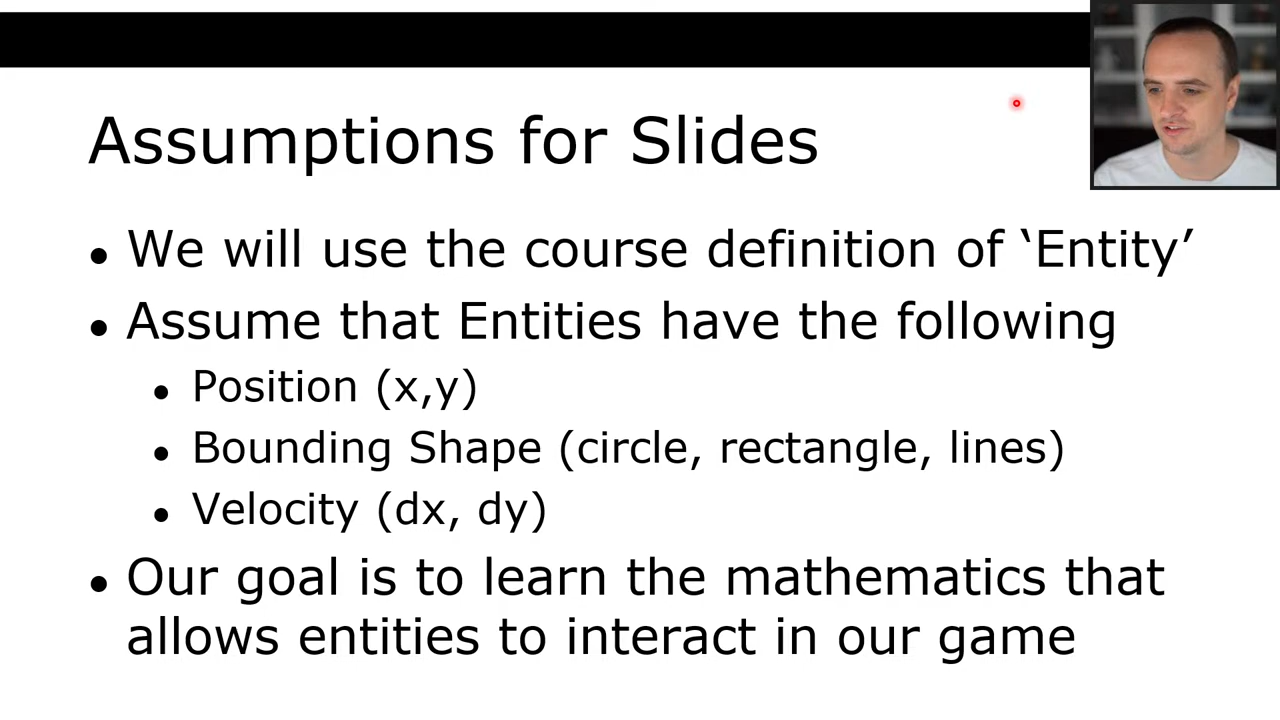 Assumptions for Slides
● We will use the course definition of ‘Entity’
● Assume that Entities have the following
● Position (x,y)
● Bounding Shape (circle, rectangle, lines)
● Velocity (dx, dy)
● Our goal is to learn the mathematics that
allows entities to interact in our game